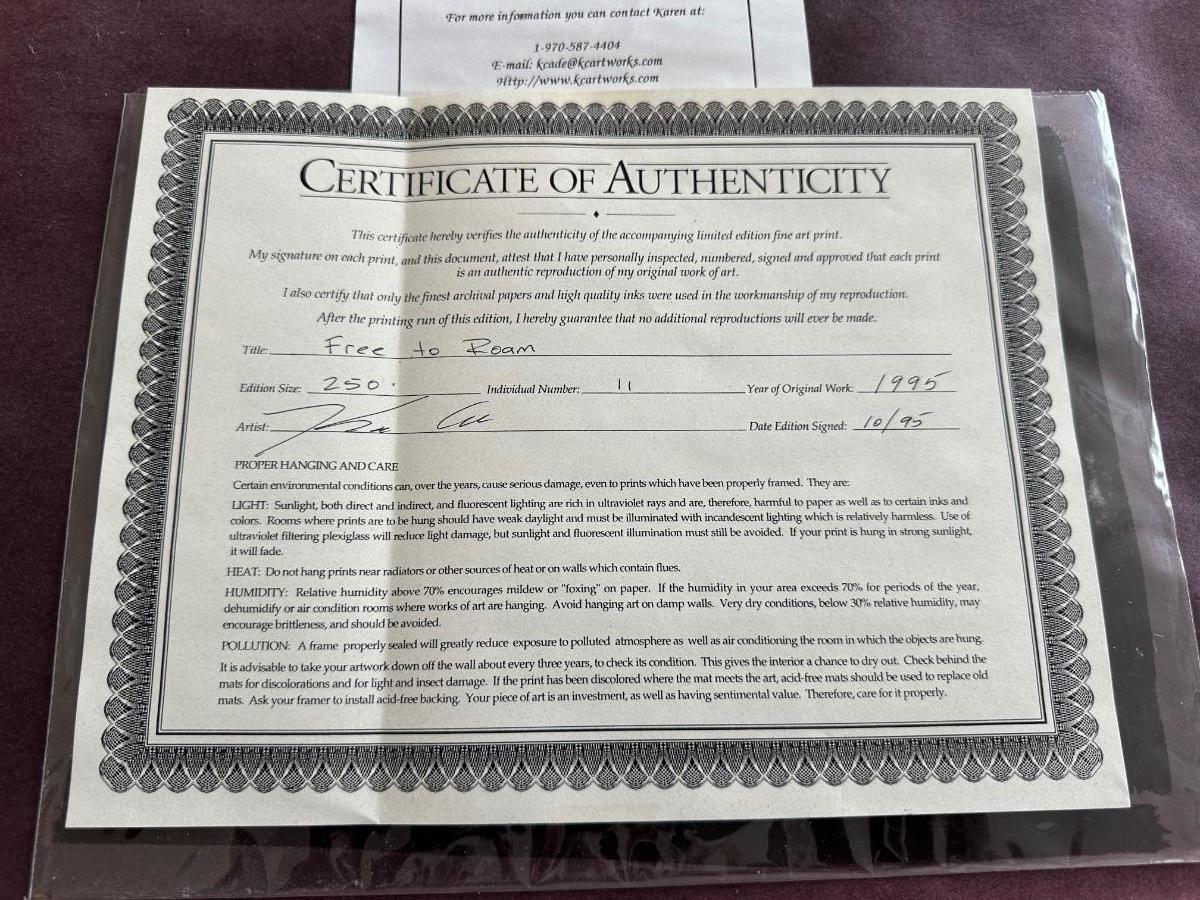 For more information you can contact Karen at:
1-970-587-4404
E-mail: kcade@kcartworks.com
Http://www.kcartworks.com
CERTIFICATE OF AUTHENTICITY
This certificate hereby verifies the authenticity of the accompanying limited edition fine art print.
My signature on each print, and this document, attest that I have personally inspected, numbered, signed and approved that each print
is an authentic reproduction of my original work of art.
I also certify that only the finest archival papers and high quality inks were used in the workmanship of my reproduction.
After the printing run of this edition, I hereby guarantee that no additional reproductions will ever be made.
Title: Free to Roam
Edition Size: 250. Individual Number: 11 Year of Original Work: 1995
Artist: Date Edition Signed: 10/95
PROPER HANGING AND CARE
Certain environmental conditions can, over the years, cause serious damage, even to prints which have been properly framed. They are:
LIGHT: Sunlight, both direct and indirect, and fluorescent lighting are rich in ultraviolet rays and are, therefore, harmful to paper as well as to certain inks and
colors. Rooms where prints are to be hung should have weak daylight and must be illuminated with incandescent lighting which is relatively harmless. Use of
ultraviolet filtering plexiglass will reduce light damage, but sunlight and fluorescent illumination must still be avoided. If your print is hung in strong sunlight,
it will fade.
HEAT: Do not hang prints near radiators or other sources of heat or on walls which contain flues.
HUMIDITY: Relative humidity above 70% encourages mildew or "foxing" on paper. If the humidity in your area exceeds 70% for periods of the year,
dehumidify or air condition rooms where works of art are hanging. Avoid hanging art on damp walls. Very dry conditions, below 30% relative humidity, may
encourage brittleness, and should be avoided.
POLLUTION: A frame properly sealed will greatly reduce exposure to polluted atmosphere as well as air conditioning the room in which the objects are hung.
It is advisable to take your artwork down off the wall about every three years, to check its condition. This gives the interior a chance to dry out. Check behind the
mats for discolorations and for light and insect damage. If the print has been discolored where the mat meets the art, acid-free mats should be used to replace old
mats. Ask your framer to install acid-free backing. Your piece of art is an investment, as well as having sentimental value. Therefore, care for it properly.